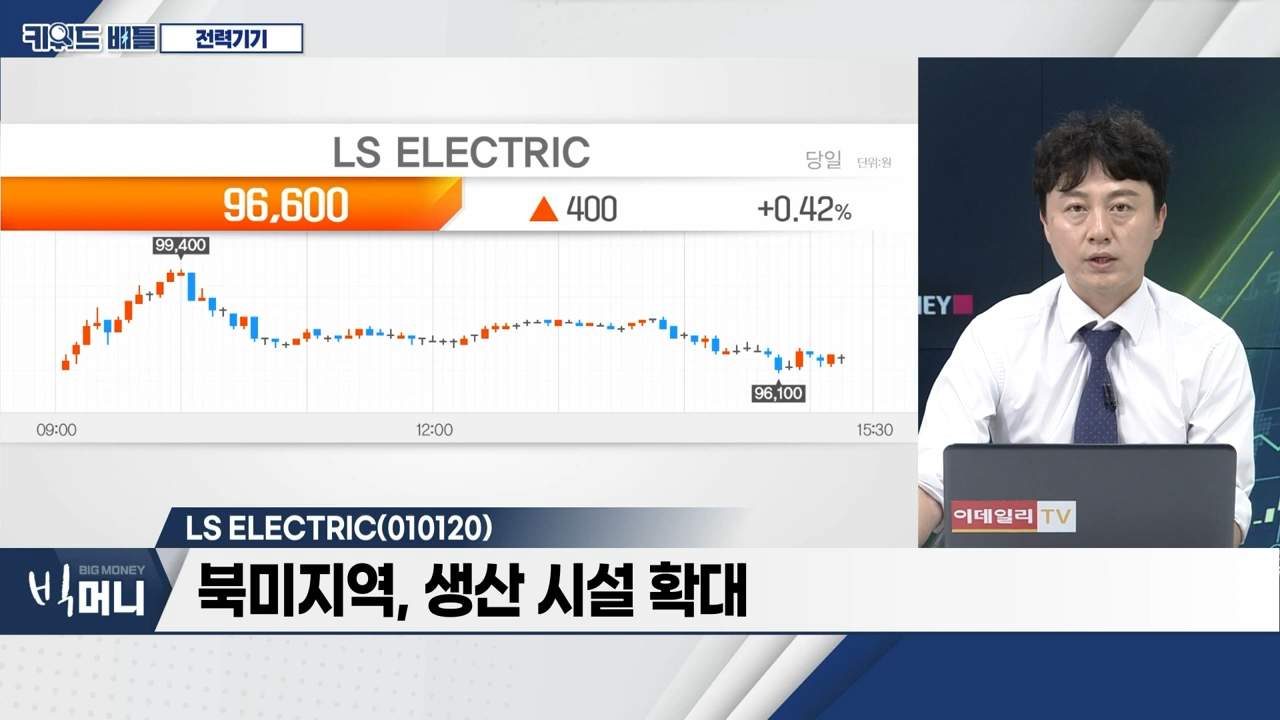 키워드 배틀 전력기기
LS ELECTRIC
당일 단위:원
96,600 ▲ 400 +0.42%
99,400
96,100
09:00 12:00 15:30
NEY
이데일리 TV
LS ELECTRIC(010120)
BIG MONEY
빅머니
북미지역, 생산 시설 확대